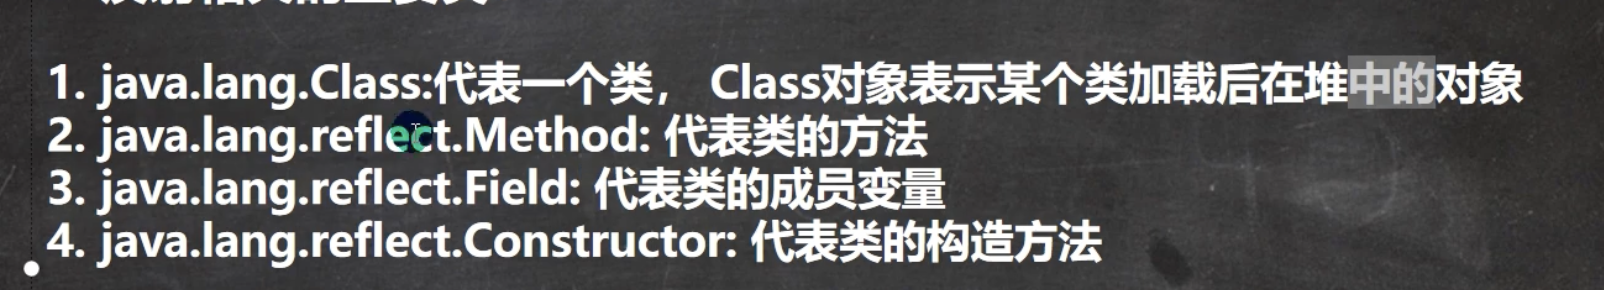 1. java.lang.Class:代表一个类， Class对象表示某个类加载后在堆中的对象
2. java.lang.reflect.Method: 代表类的方法
3. java.lang.reflect.Field: 代表类的成员变量
4. java.lang.reflect.Constructor: 代表类的构造方法